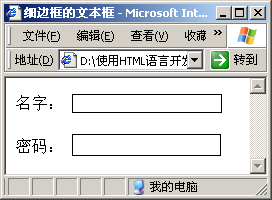 细边框的文本框 - Microsoft Int...
文件(F) 编辑(E) 查看(V) 收藏 »
地址(D) D:\使用HTML语言开发 转到
名字：
密码：
我的电脑